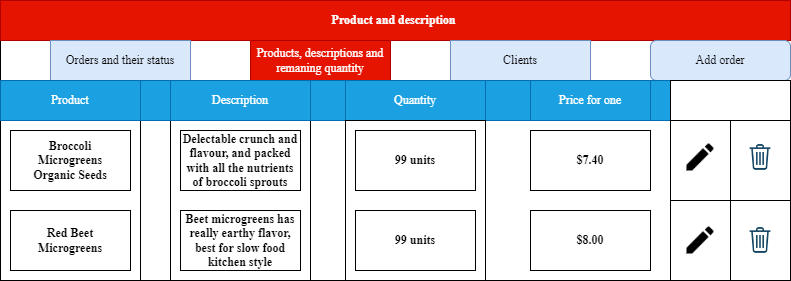 Product and description
Orders and their status
Products, descriptions and
remaning quantity
Clients
Add order
Product
Description
Quantity
Price for one
Broccoli
Microgreens
Organic Seeds
Delectable crunch and
flavour, and packed
with all the nutrients
of broccoli sprouts
99 units
$7.40
Red Beet
Microgreens
Beet microgreens has
really earthy flavor,
best for slow food
kitchen style
99 units
$8.00